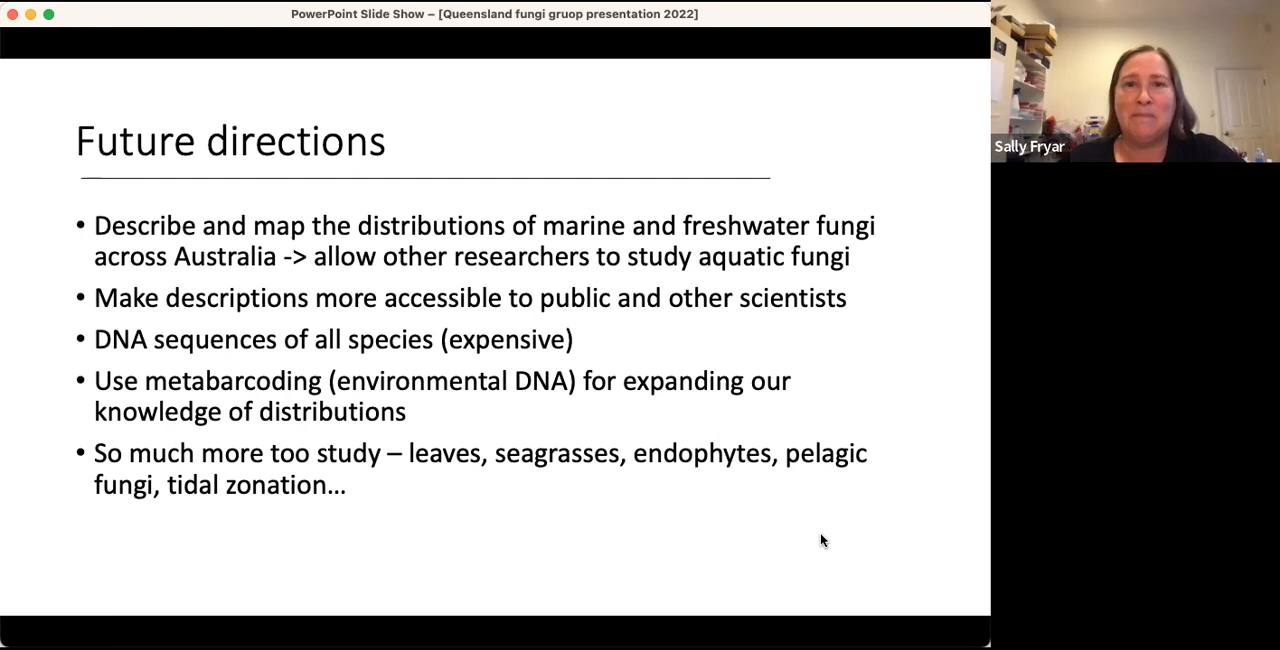 PowerPoint Slide Show – [Queensland fungi gruop presentation 2022]
Future directions
• Describe and map the distributions of marine and freshwater fungi
across Australia -> allow other researchers to study aquatic fungi
• Make descriptions more accessible to public and other scientists
• DNA sequences of all species (expensive)
• Use metabarcoding (environmental DNA) for expanding our
knowledge of distributions
• So much more too study – leaves, seagrasses, endophytes, pelagic
fungi, tidal zonation...
Sally Fryar